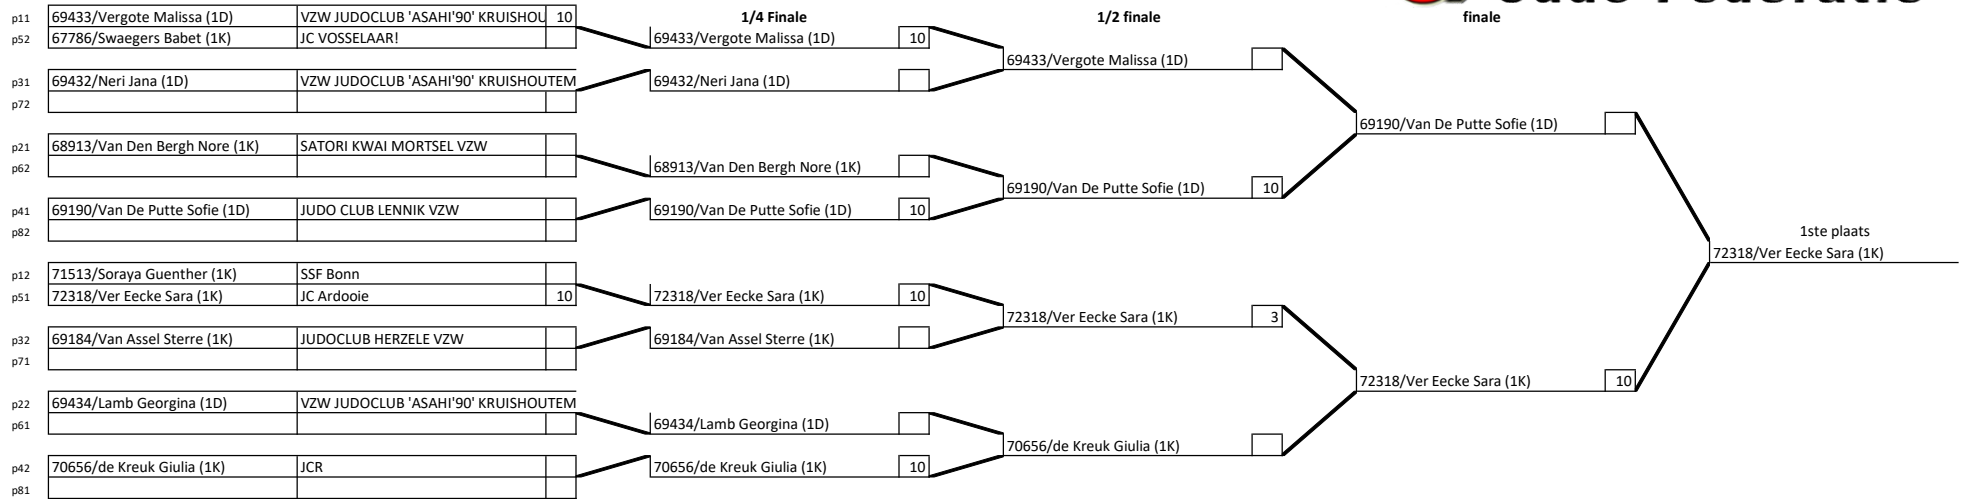 Judo Federatie
1/4 Finale 1/2 finale finale
p11 69433/Vergote Malissa (1D) VZW JUDOCLUB 'ASAHI'90' KRUISHOU 10
p52 67786/Swaegers Babet (1K) JC VOSSELAAR!
69433/Vergote Malissa (1D) 10
69433/Vergote Malissa (1D)
p31 69432/Neri Jana (1D) VZW JUDOCLUB 'ASAHI'90' KRUISHOUTEM
69432/Neri Jana (1D)
p72
69190/Van De Putte Sofie (1D)
p21 68913/Van Den Bergh Nore (1K) SATORI KWAI MORTSEL VZW
p62
68913/Van Den Bergh Nore (1K)
69190/Van De Putte Sofie (1D) 10
p41 69190/Van De Putte Sofie (1D) JUDO CLUB LENNIK VZW
69190/Van De Putte Sofie (1D) 10
p82
1ste plaats
72318/Ver Eecke Sara (1K)
p12 71513/Soraya Guenther (1K) SSF Bonn
p51 72318/Ver Eecke Sara (1K) JC Ardooie 10
72318/Ver Eecke Sara (1K) 10
72318/Ver Eecke Sara (1K) 3
p32 69184/Van Assel Sterre (1K) JUDOCLUB HERZELE VZW
69184/Van Assel Sterre (1K)
p71
72318/Ver Eecke Sara (1K) 10
p22 69434/Lamb Georgina (1D) VZW JUDOCLUB 'ASAHI'90' KRUISHOUTEM
p61
69434/Lamb Georgina (1D)
70656/de Kreuk Giulia (1K)
p42 70656/de Kreuk Giulia (1K) JCR
70656/de Kreuk Giulia (1K) 10
p81